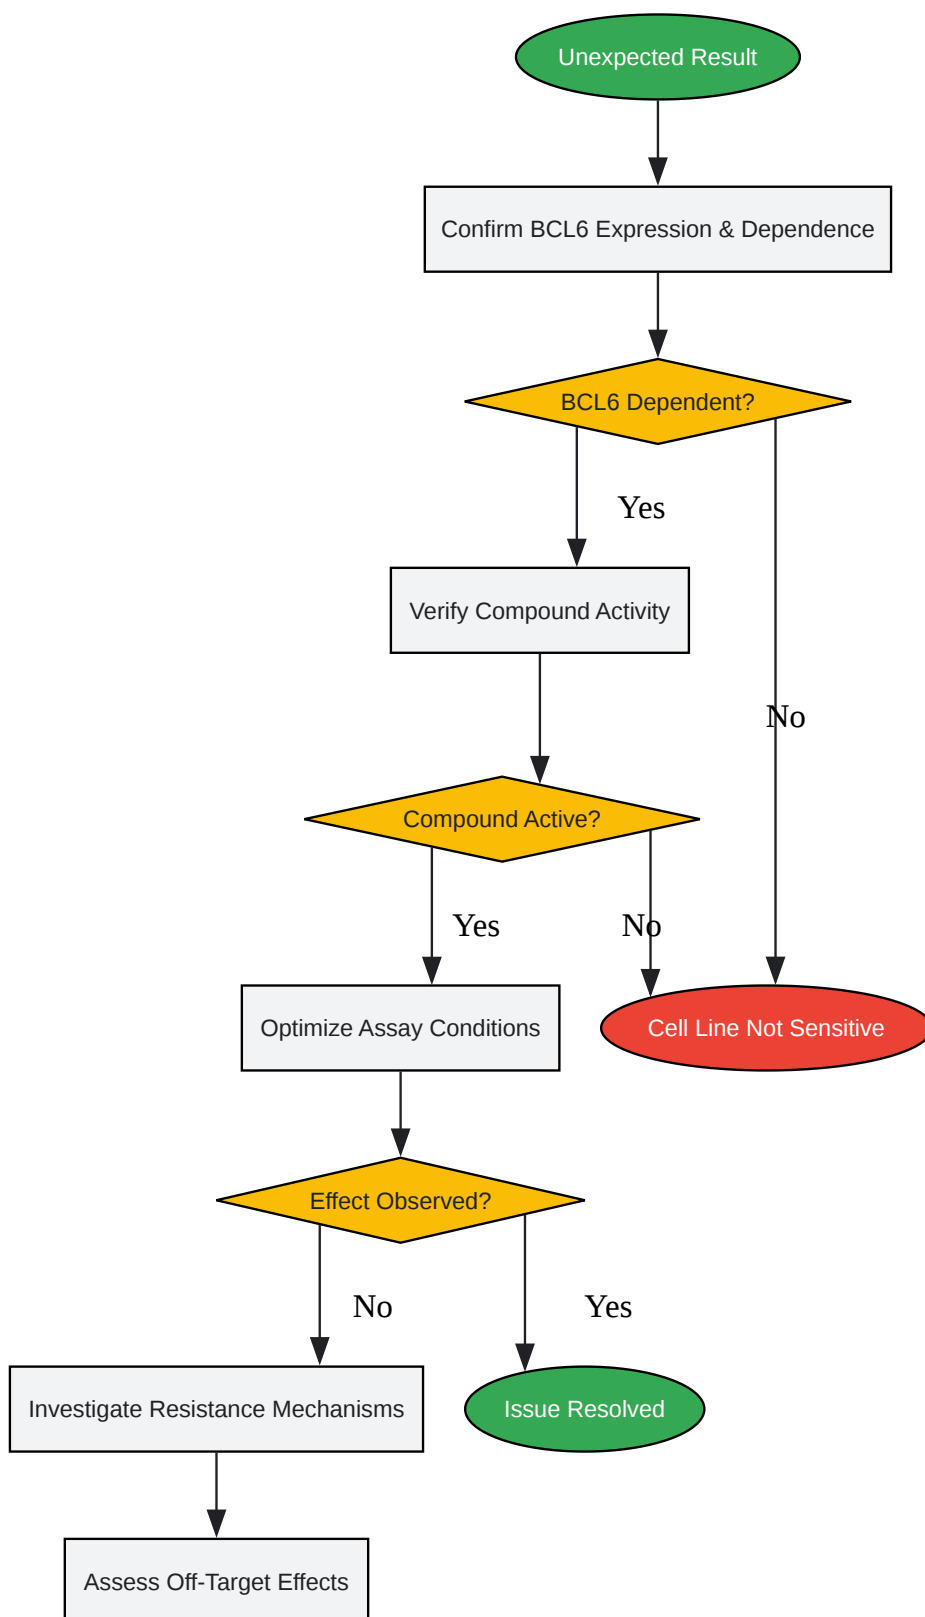 Unexpected Result
Confirm BCL6 Expression & Dependence
BCL6 Dependent?
Yes
Verify Compound Activity
No
Compound Active?
Yes
No
Optimize Assay Conditions
Cell Line Not Sensitive
Effect Observed?
No
Yes
Investigate Resistance Mechanisms
Issue Resolved
Assess Off-Target Effects